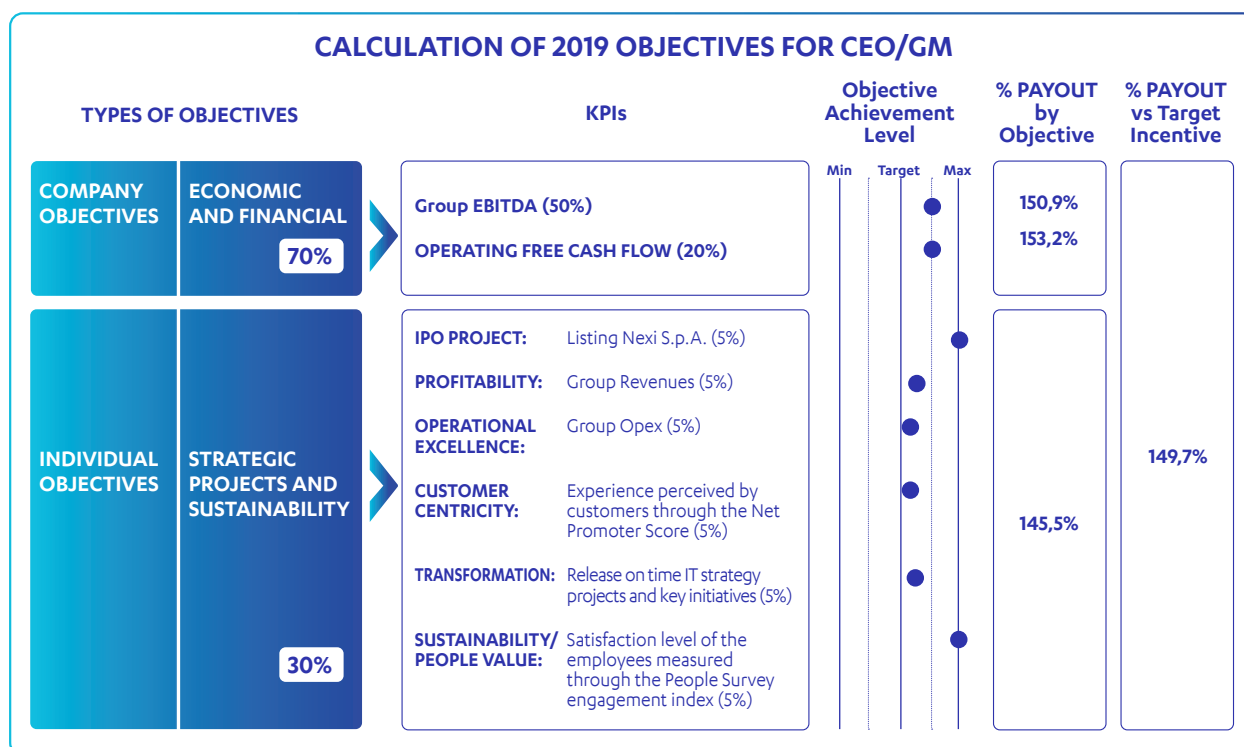 CALCULATION OF 2019 OBJECTIVES FOR CEO/GM
TYPES OF OBJECTIVES
KPIs
Objective
Achievement
Level
% PAYOUT
by
Objective
% PAYOUT
vs Target
Incentive
COMPANY
OBJECTIVES
ECONOMIC
AND FINANCIAL
70%
Group EBITDA (50%)
OPERATING FREE CASH FLOW (20%)
Min
Target
Max
150,9%
153,2%
INDIVIDUAL
OBJECTIVES
STRATEGIC
PROJECTS AND
SUSTAINABILITY
30%
IPO PROJECT: Listing Nexi S.p.A. (5%)
PROFITABILITY: Group Revenues (5%)
OPERATIONAL
EXCELLENCE:
Group Opex (5%)
CUSTOMER
CENTRICITY:
Experience perceived by
customers through the Net
Promoter Score (5%)
TRANSFORMATION: Release on time IT strategy
projects and key initiatives (5%)
SUSTAINABILITY/
PEOPLE VALUE:
Satisfaction level of the
employees measured
through the People Survey
engagement index (5%)
145,5%
149,7%